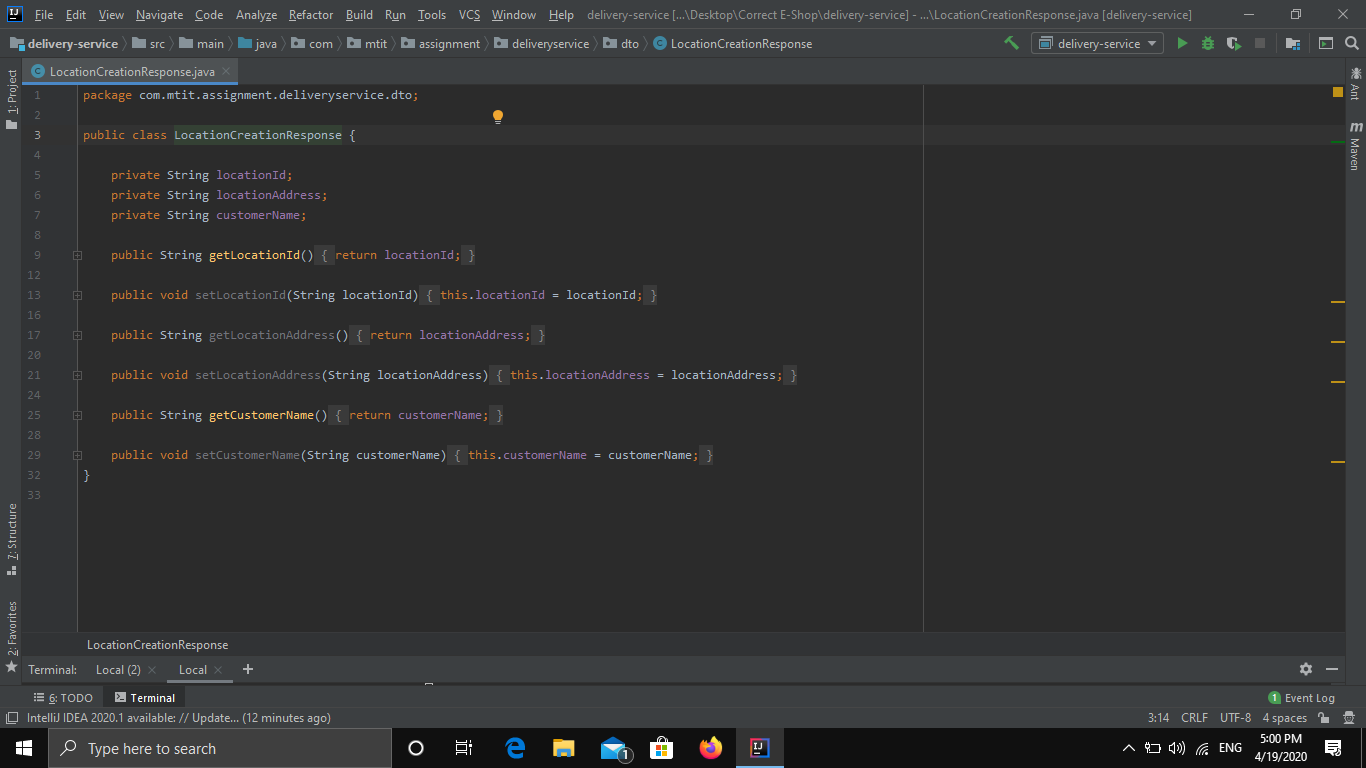 File Edit View Navigate Code Analyze Refactor Build Run Tools VCS Window Help delivery-service [...\Desktop\Correct E-Shop\delivery-service] - ...\LocationCreationResponse.java [delivery-service]
delivery-service src main java com mtit assignment deliveryservice dto LocationCreationResponse delivery-service
LocationCreationResponse.java
1 package com.mtit.assignment.deliveryservice.dto;
2
3 public class LocationCreationResponse {
4
5 private String locationId;
6 private String locationAddress;
7 private String customerName;
8
9 public String getLocationId() { return locationId; }
12
13 public void setLocationId(String locationId) { this.locationId = locationId; }
16
17 public String getLocationAddress() { return locationAddress; }
20
21 public void setLocationAddress(String locationAddress) { this.locationAddress = locationAddress; }
24
25 public String getCustomerName() { return customerName; }
28
29 public void setCustomerName(String customerName) { this.customerName = customerName; }
32 }
33
1: Project
7: Structure
2: Favorites
Ant
m Maven
LocationCreationResponse
Terminal: Local (2) Local
6: TODO Terminal 1 Event Log
IntelliJ IDEA 2020.1 available: // Update... (12 minutes ago) 3:14 CRLF UTF-8 4 spaces
Type here to search 1 ENG 5:00 PM
4/19/2020